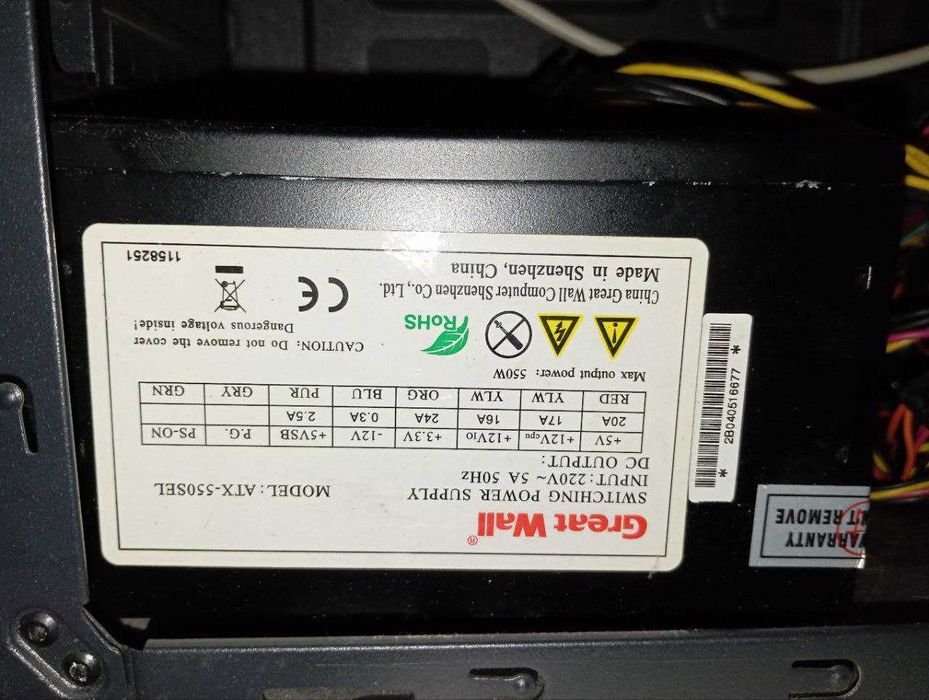 Great Wall®
SWITCHING POWER SUPPLY MODEL: ATX-550SEL
INPUT: 220V~ 5A 50Hz
DC OUTPUT:
+5V +12Vcpu +12VIO +3.3V -12V +5VSB P.G. PS-ON
20A 17A 16A 24A 0.3A 2.5A
RED YLW YLW ORG BLU PUR GRY GRN
Max output power: 550W
RoHS
CAUTION: Do not remove the cover
Dangerous voltage inside!
China Great Wall Computer Shenzhen Co., Ltd.
Made in Shenzhen, China
CE
1158251
* 2B040516677 *
WARRANTY
REMOVE